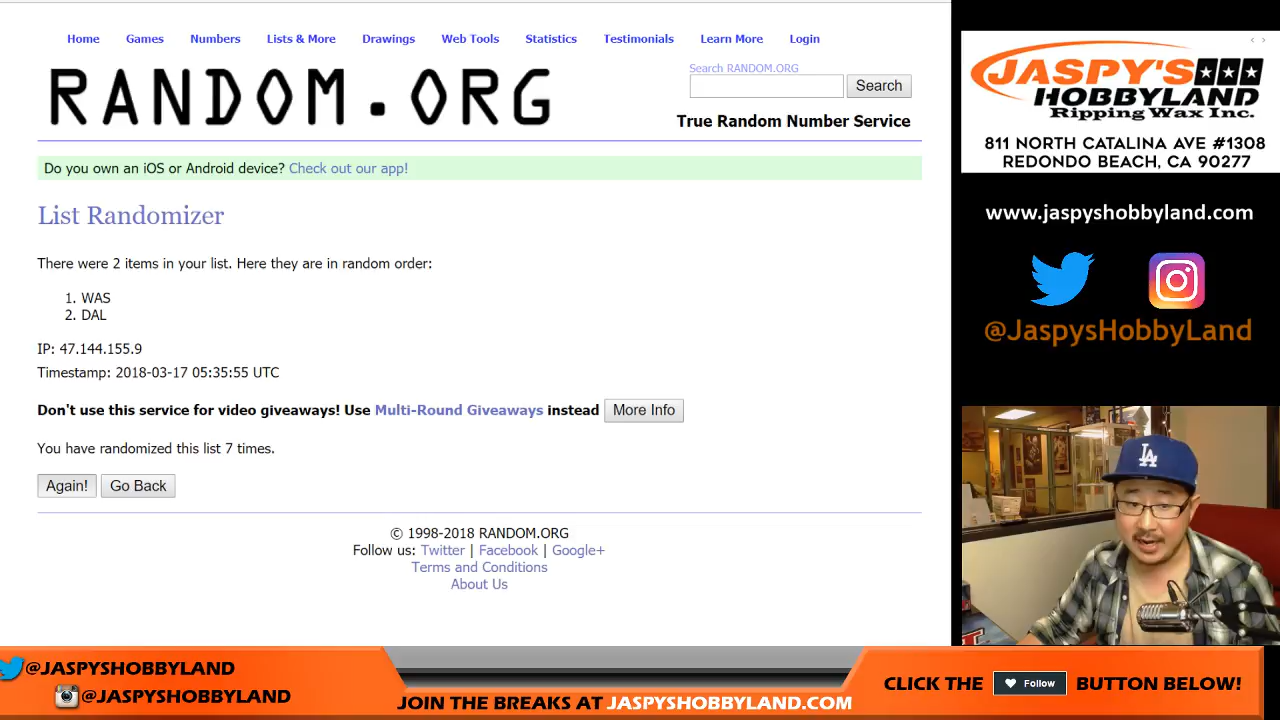 Home Games Numbers Lists & More Drawings Web Tools Statistics Testimonials Learn More Login
RANDOM.ORG
Search RANDOM.ORG
Search
True Random Number Service
Do you own an iOS or Android device? Check out our app!
List Randomizer
There were 2 items in your list. Here they are in random order:
1. WAS
2. DAL
IP: 47.144.155.9
Timestamp: 2018-03-17 05:35:55 UTC
Don't use this service for video giveaways! Use Multi-Round Giveaways instead More Info
You have randomized this list 7 times.
Again! Go Back
© 1998-2018 RANDOM.ORG
Follow us: Twitter | Facebook | Google+
Terms and Conditions
About Us
JASPY'S
HOBBYLAND
Ripping Wax Inc.
811 NORTH CATALINA AVE #1308
REDONDO BEACH, CA 90277
www.jaspyshobbyland.com
@JaspysHobbyLand
LA
@JASPYSHOBBYLAND
@JASPYSHOBBYLAND
JOIN THE BREAKS AT JASPYSHOBBYLAND.COM
CLICK THE Follow BUTTON BELOW!